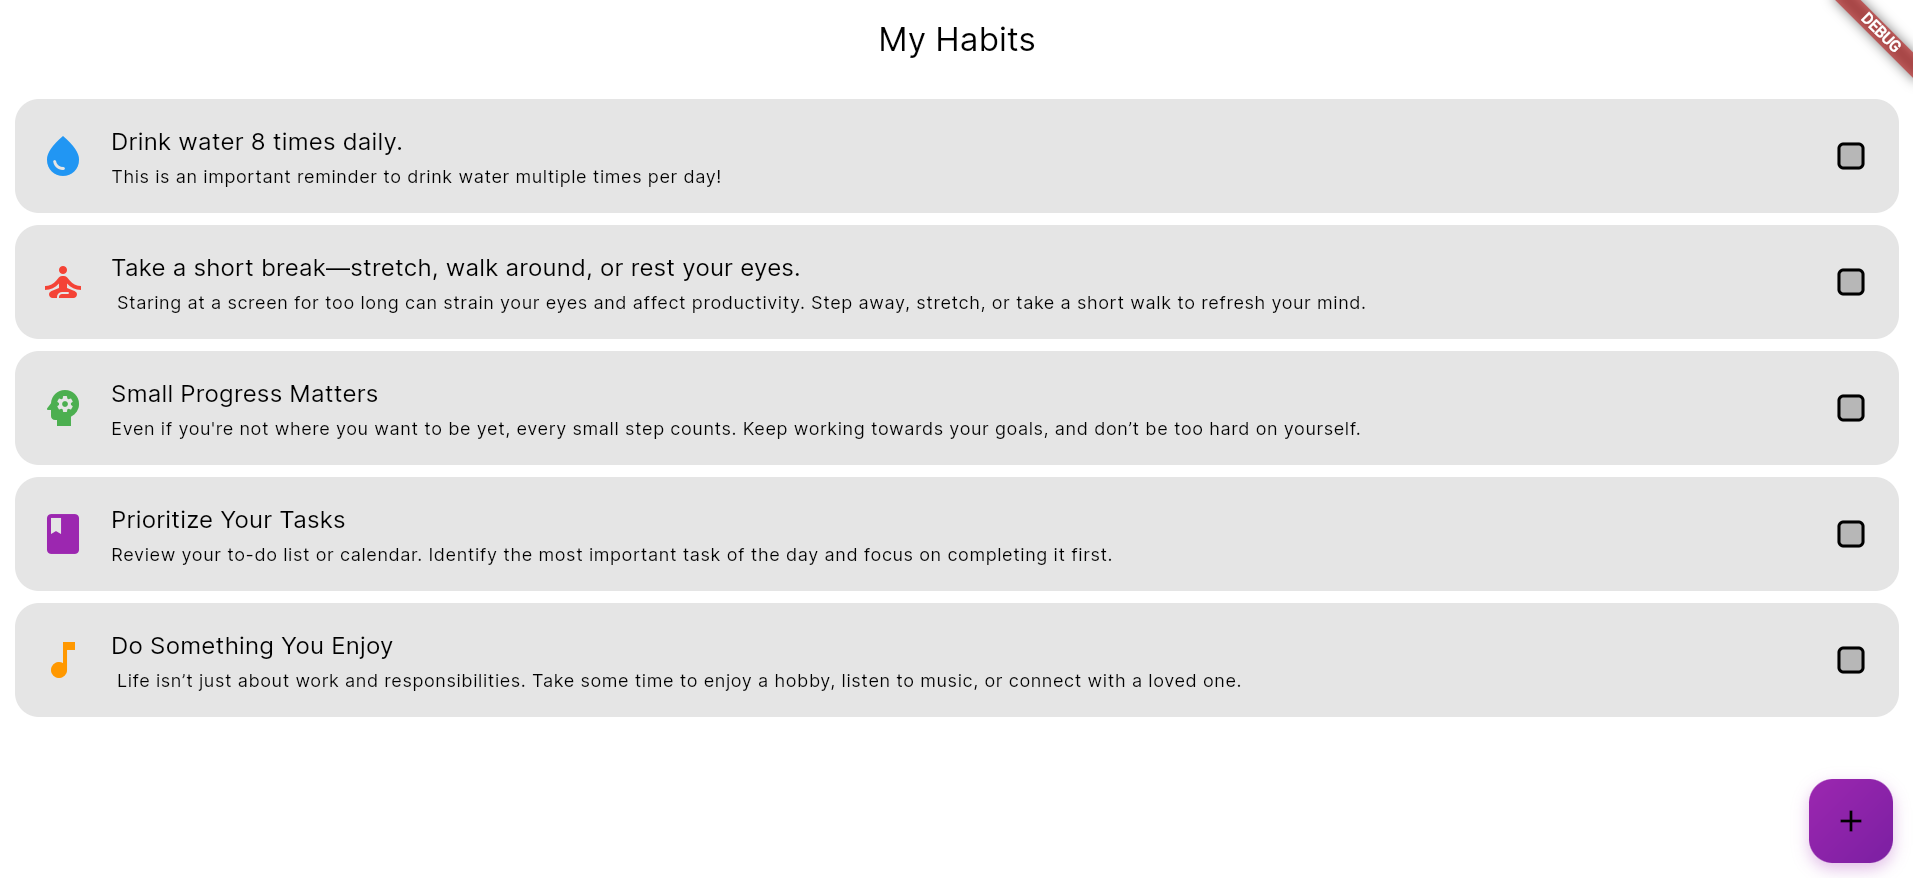 My Habits
DEBUG
Drink water 8 times daily.
This is an important reminder to drink water multiple times per day!
Take a short break—stretch, walk around, or rest your eyes.
Staring at a screen for too long can strain your eyes and affect productivity. Step away, stretch, or take a short walk to refresh your mind.
Small Progress Matters
Even if you're not where you want to be yet, every small step counts. Keep working towards your goals, and don’t be too hard on yourself.
Prioritize Your Tasks
Review your to-do list or calendar. Identify the most important task of the day and focus on completing it first.
Do Something You Enjoy
Life isn’t just about work and responsibilities. Take some time to enjoy a hobby, listen to music, or connect with a loved one.
+